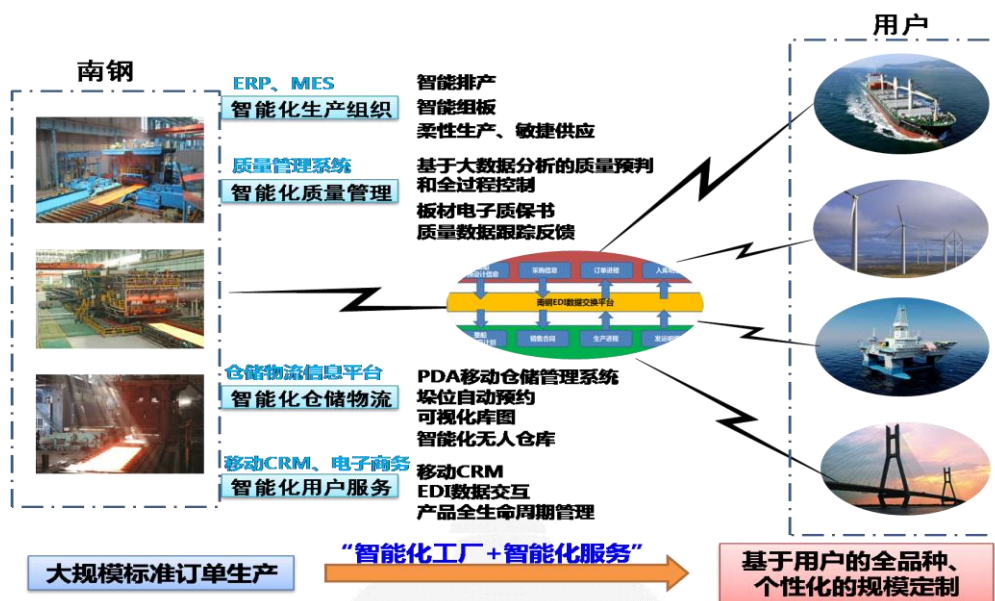 南钢
用户
ERP、MES
智能化生产组织
智能排产
智能组板
柔性生产、敏捷供应
质量管理系统
智能化质量管理
基于大数据分析的质量预判
和全过程控制
板材电子质保书
质量数据跟踪反馈
设计信息
采购信息
订单进程
入库
南钢EDI数据交换平台
计划
销售合同
生产进程
发运
仓储物流信息平台
智能化仓储物流
PDA移动仓储管理系统
垛位自动预约
可视化库图
智能化无人仓库
移动CRM、电子商务
智能化用户服务
移动CRM
EDI数据交互
产品全生命周期管理
大规模标准订单生产
“智能化工厂+智能化服务”
基于用户的全品种、
个性化的规模定制